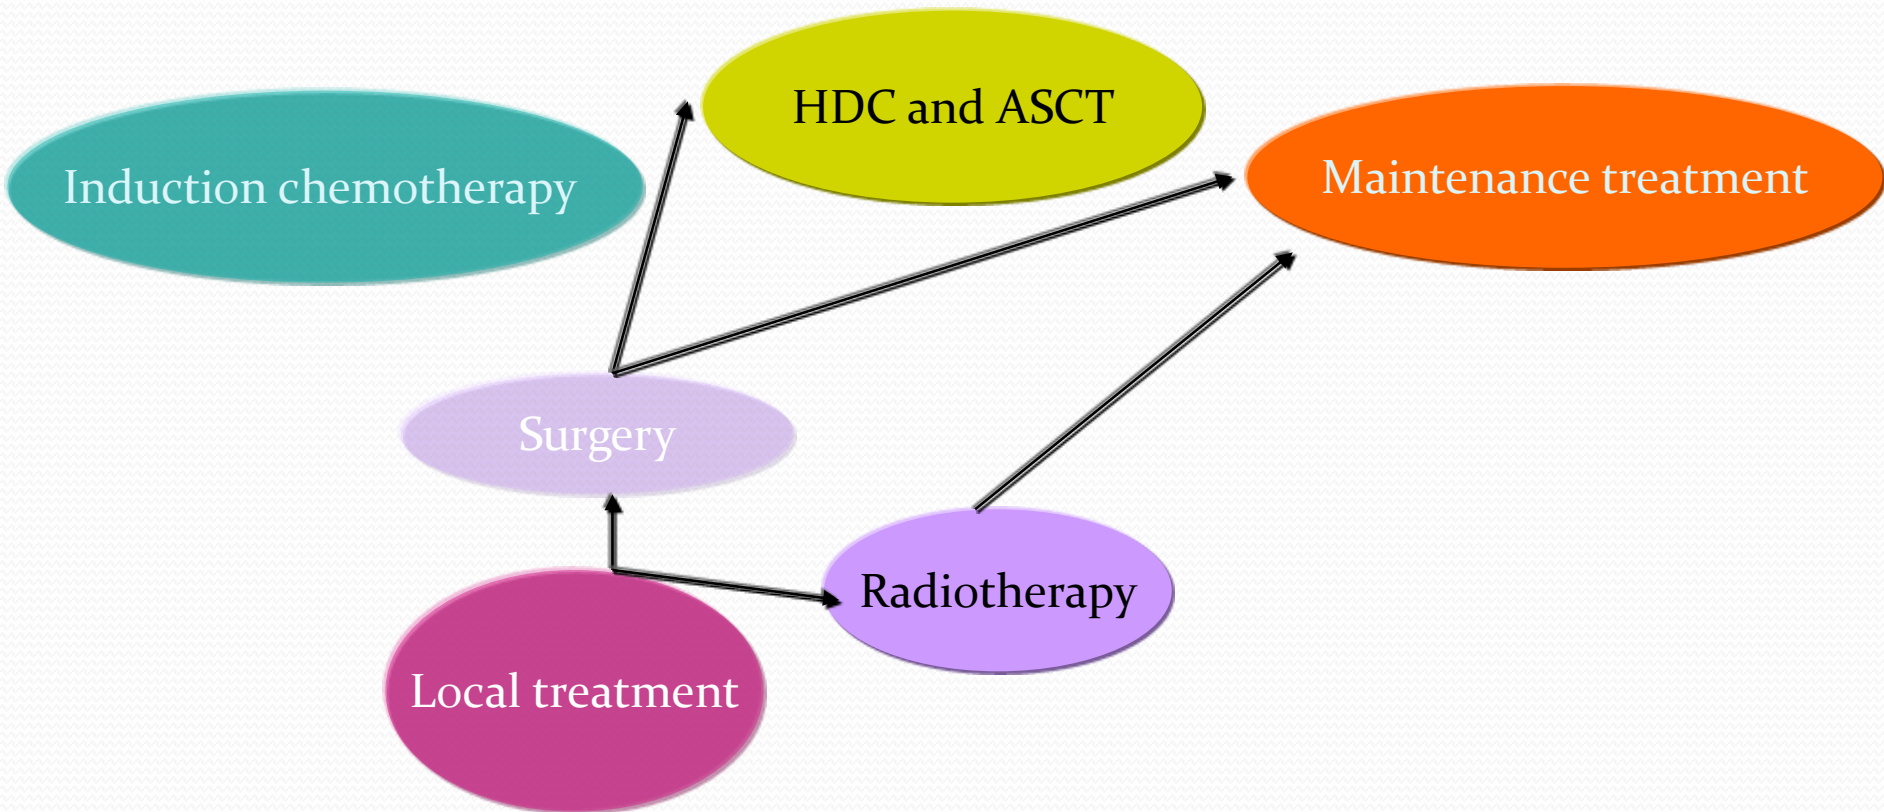 HDC and ASCT
Induction chemotherapy
Maintenance treatment
Surgery
Radiotherapy
Local treatment